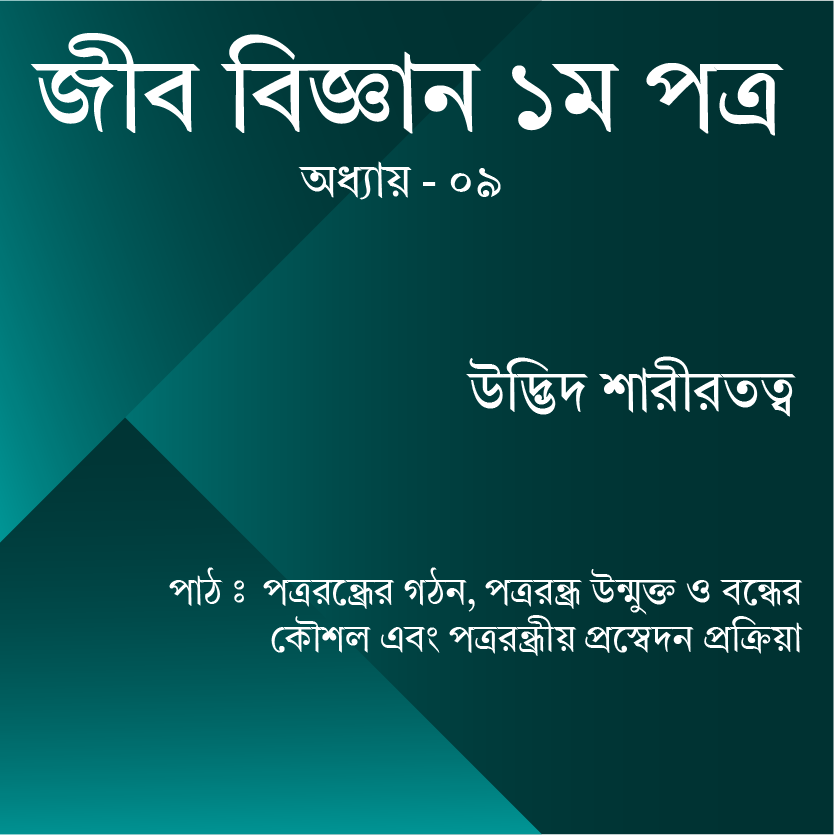 জীব বিজ্ঞান ১ম পত্র
অধ্যায় - ০৯
উদ্ভিদ শারীরতত্ব
পাঠ ঃ পত্ররন্ধ্রের গঠন, পত্ররন্ধ্র উন্মুক্ত ও বন্ধের
কৌশল এবং পত্ররন্ধ্রীয় প্রস্বেদন প্রক্রিয়া